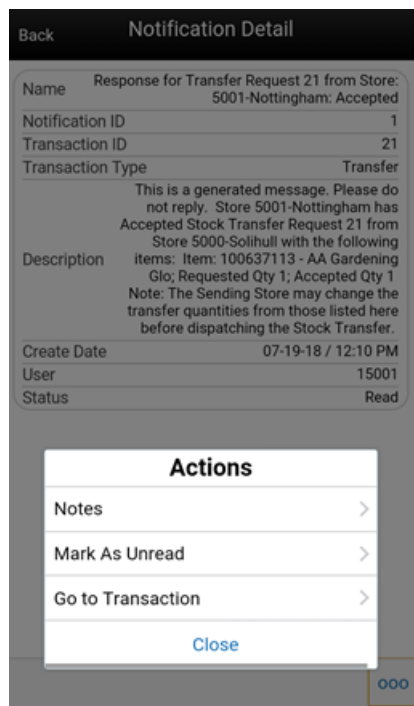 Back Notification Detail
Name Response for Transfer Request 21 from Store:
5001-Nottingham: Accepted
Notification ID 1
Transaction ID 21
Transaction Type Transfer
This is a generated message. Please do
not reply. Store 5001-Nottingham has
Accepted Stock Transfer Request 21 from
Store 5000-Solihull with the following
Description items: Item: 100637113 - AA Gardening
Glo; Requested Qty 1; Accepted Qty 1
Note: The Sending Store may change the
transfer quantities from those listed here
before dispatching the Stock Transfer.
Create Date 07-19-18 / 12:10 PM
User 15001
Status Read
Actions
Notes
Mark As Unread
Go to Transaction
Close